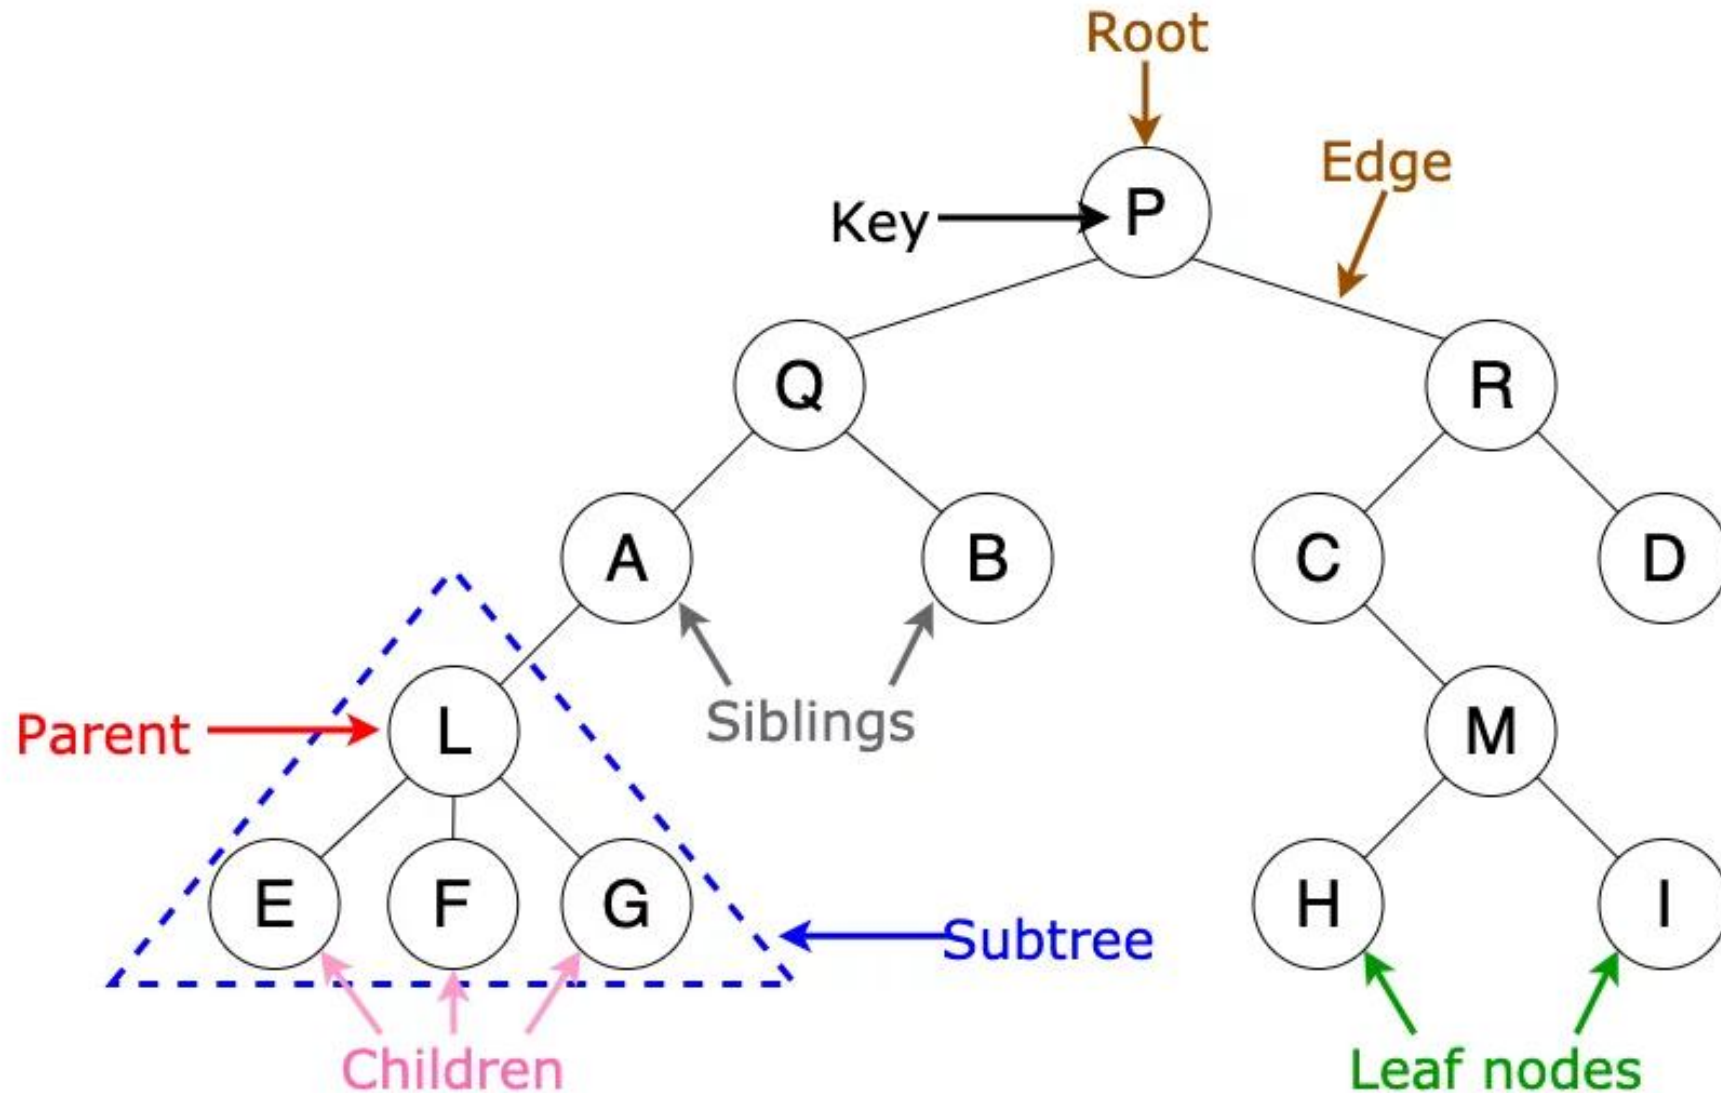 Root
Edge
Key
P
Q
R
A
B
C
D
Siblings
Parent
L
M
E
F
G
H
I
Subtree
Children
Leaf nodes